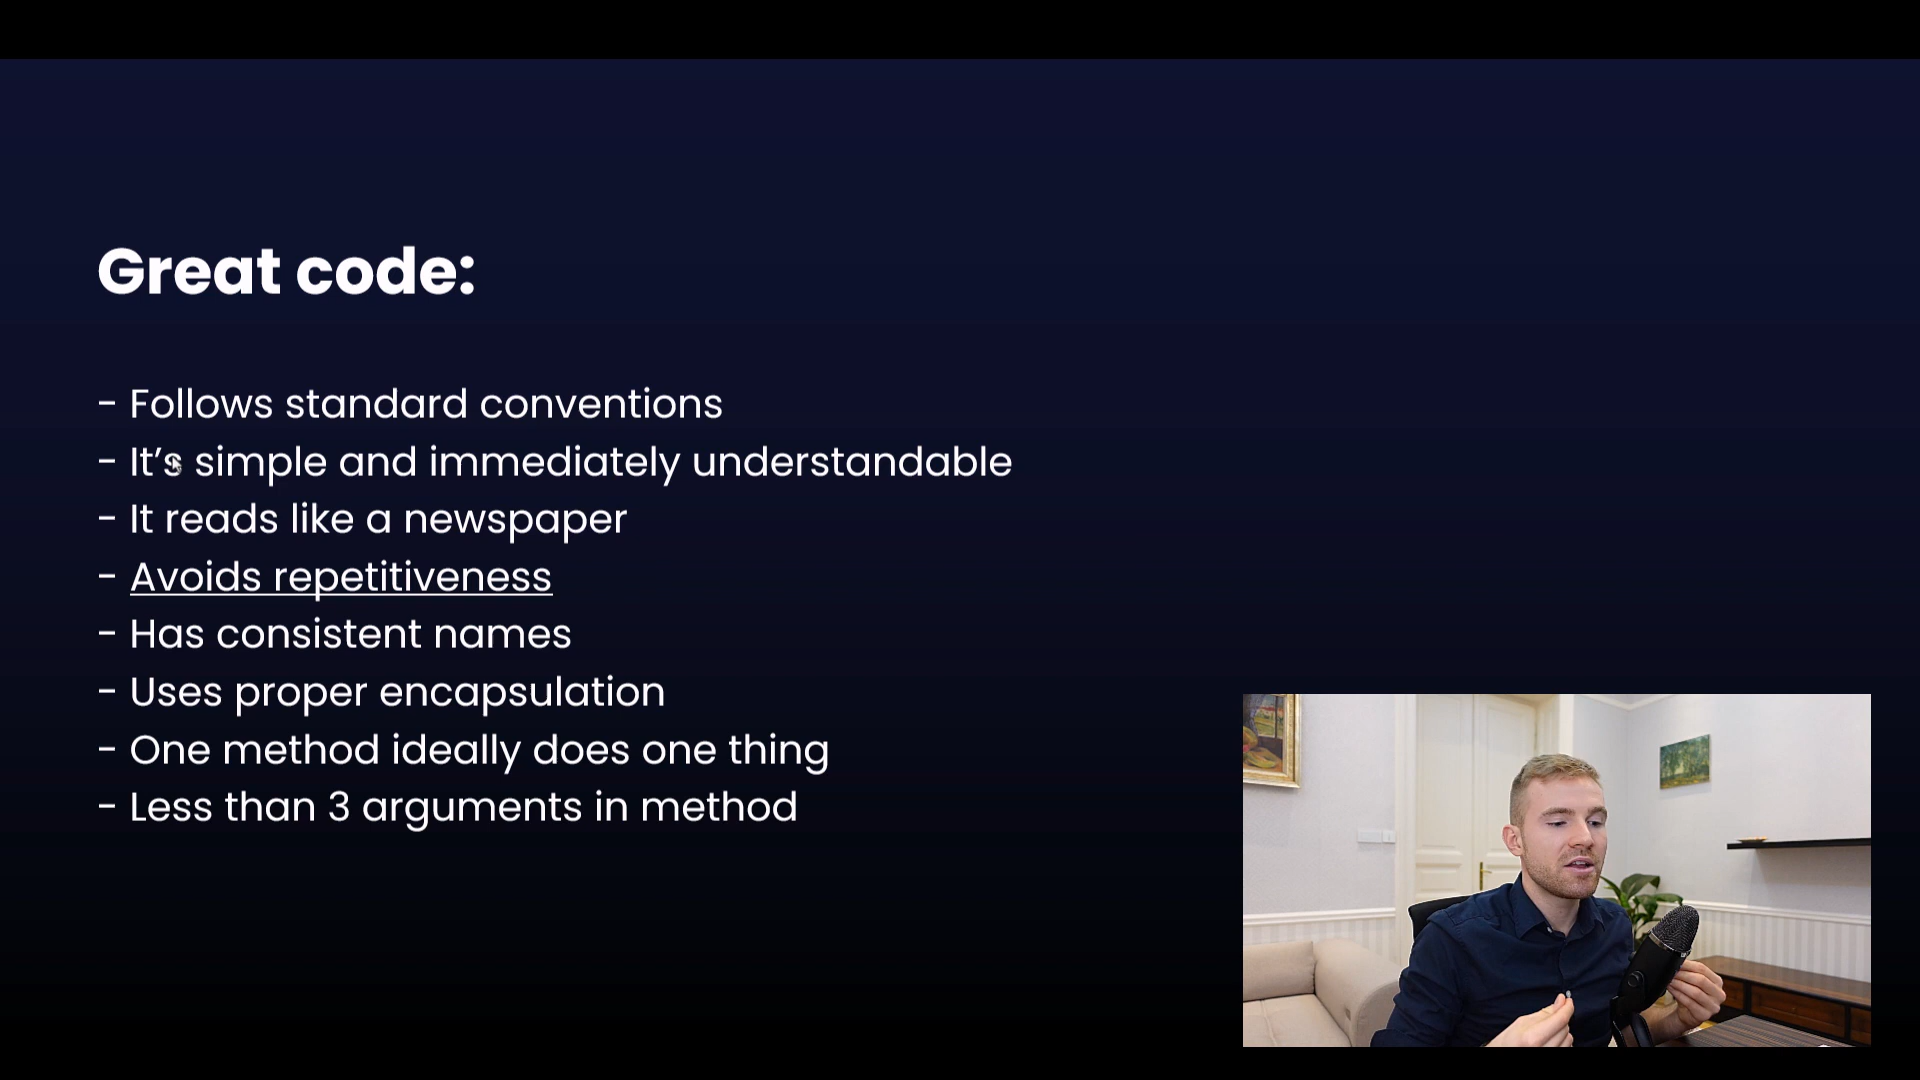 Great code:
- Follows standard conventions
- It’s simple and immediately understandable
- It reads like a newspaper
- Avoids repetitiveness
- Has consistent names
- Uses proper encapsulation
- One method ideally does one thing
- Less than 3 arguments in method